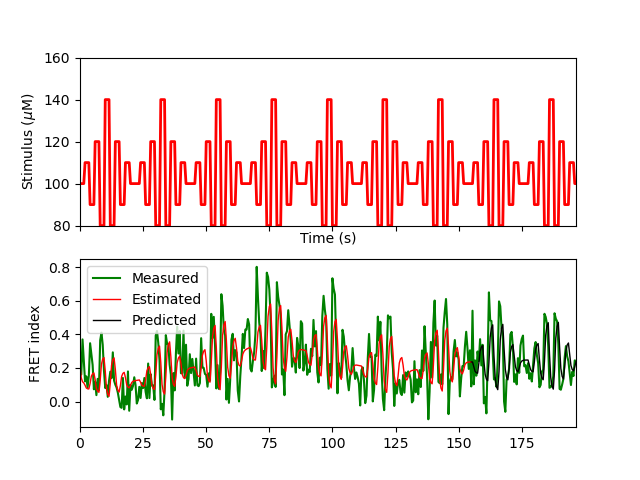 160
140
120
100
80
Stimulus (μM)
Time (s)
0.8
0.6
0.4
0.2
0.0
FRET index
Measured
Estimated
Predicted
0 25 50 75 100 125 150 175